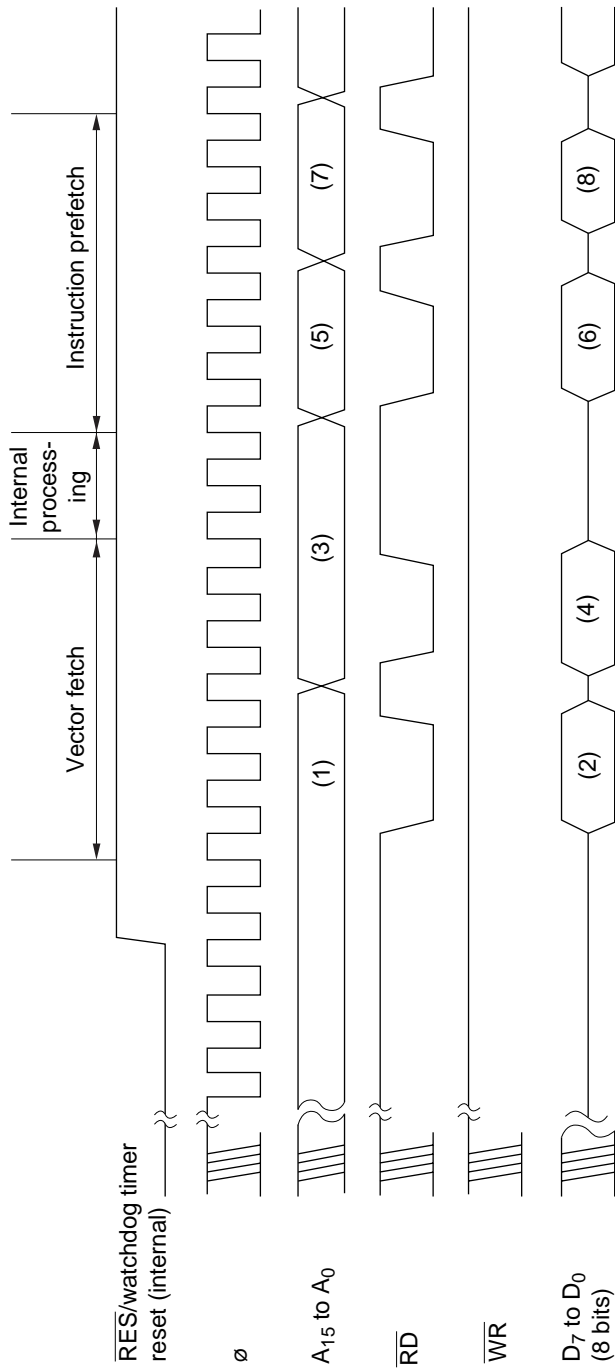 Vector fetch
Internal
process-
ing
Instruction prefetch
RES/watchdog timer
reset (internal)
ø
A15 to A0
(1)
(3)
(5)
(7)
RD
WR
D7 to D0
(8 bits)
(2)
(4)
(6)
(8)